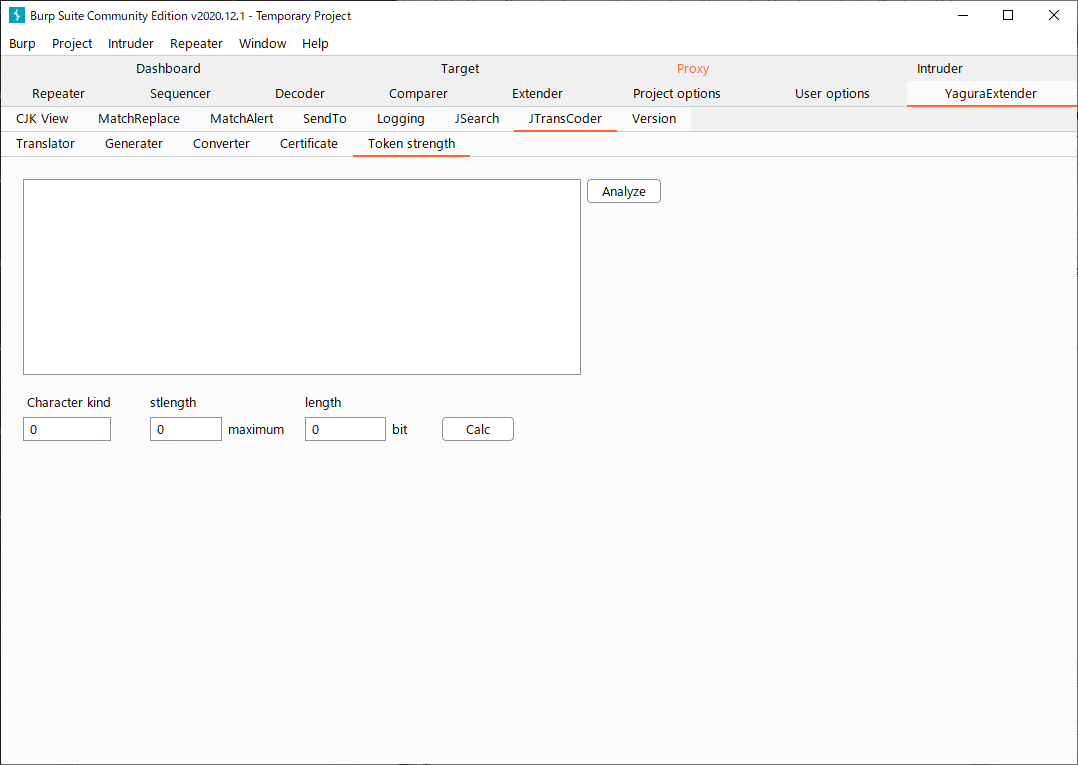 Burp Suite Community Edition v2020.12.1 - Temporary Project
Burp Project Intruder Repeater Window Help
Dashboard Target Proxy Intruder
Repeater Sequencer Decoder Comparer Extender Project options User options YaguraExtender
CJK View MatchReplace MatchAlert SendTo Logging JSearch JTransCoder Version
Translator Generater Converter Certificate Token strength
Analyze
Character kind stlength length
0 0 maximum 0 bit Calc